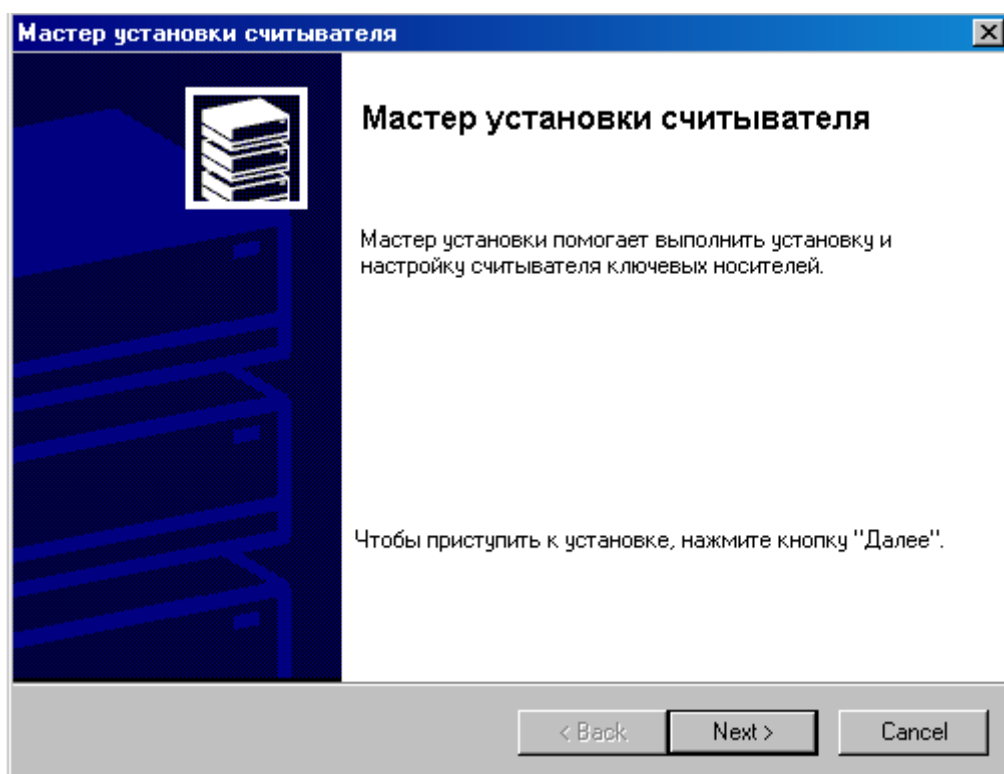 Мастер установки считывателя
Мастер установки считывателя
Мастер установки помогает выполнить установку и
настройку считывателя ключевых носителей.
Чтобы приступить к установке, нажмите кнопку "Далее".
< Back
Next >
Cancel